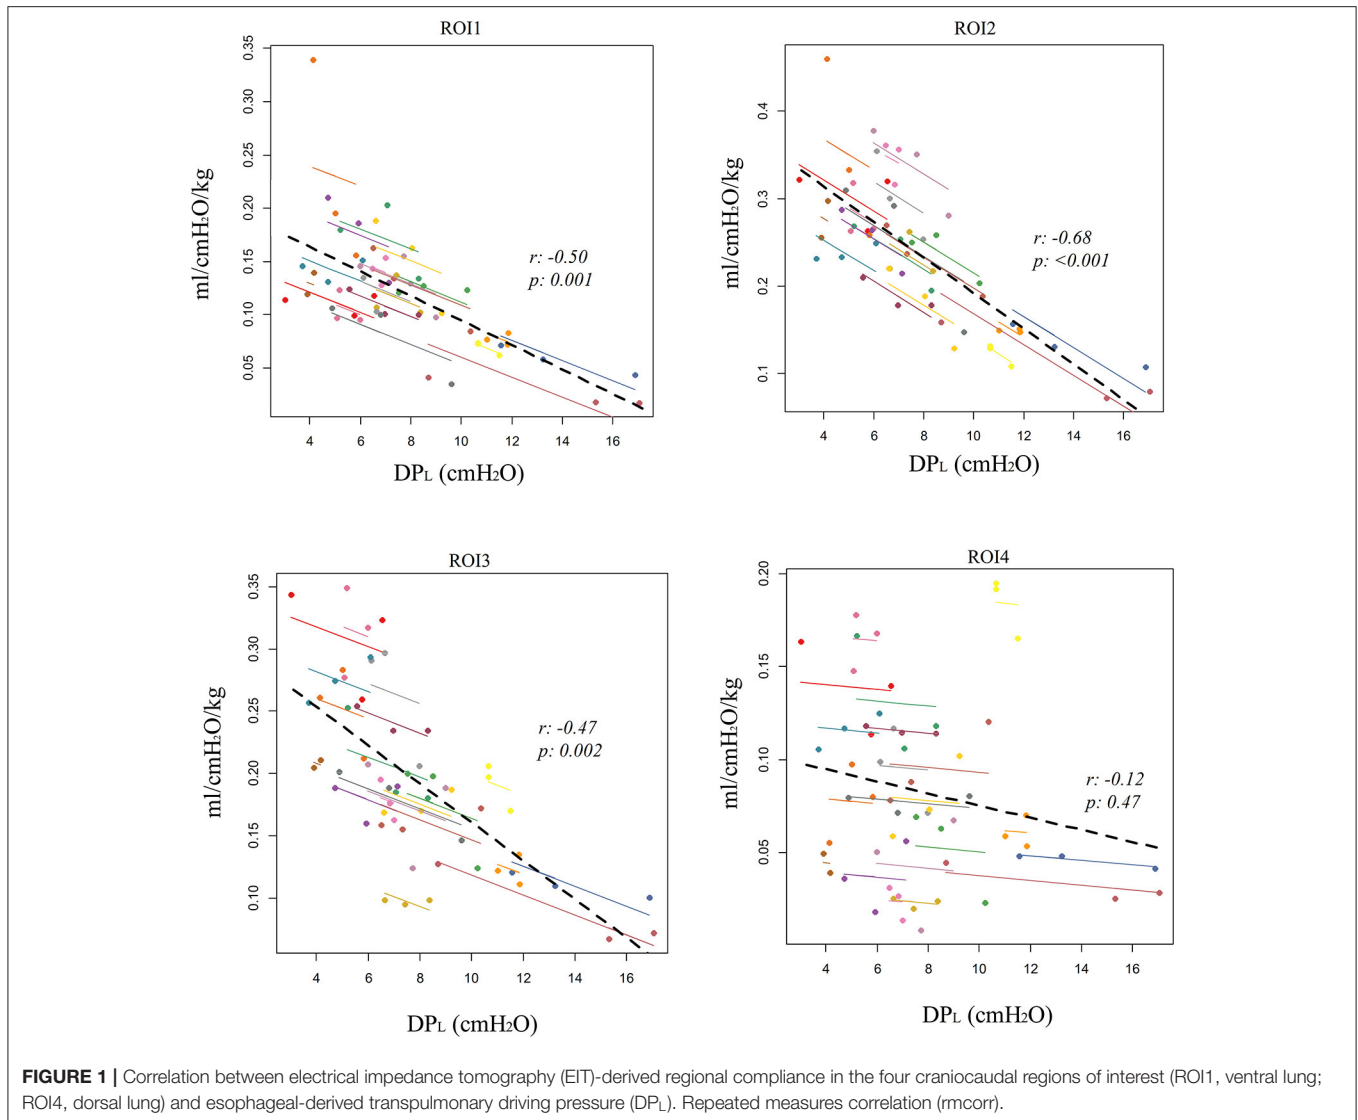 ROI1
ml/cmH₂O/kg
0.35
0.30
0.25
0.20
0.15
0.10
0.05
r: -0.50
p: 0.001
4 6 8 10 12 14 16
DPL (cmH₂O)
ROI2
ml/cmH₂O/kg
0.4
0.3
0.2
0.1
r: -0.68
p: <0.001
4 6 8 10 12 14 16
DPL (cmH₂O)
ROI3
ml/cmH₂O/kg
0.35
0.30
0.25
0.20
0.15
0.10
r: -0.47
p: 0.002
4 6 8 10 12 14 16
DPL (cmH₂O)
ROI4
ml/cmH₂O/kg
0.20
0.15
0.10
0.05
r: -0.12
p: 0.47
4 6 8 10 12 14 16
DPL (cmH₂O)
FIGURE 1 | Correlation between electrical impedance tomography (EIT)-derived regional compliance in the four craniocaudal regions of interest (ROI1, ventral lung;
ROI4, dorsal lung) and esophageal-derived transpulmonary driving pressure (DPL). Repeated measures correlation (rmcorr).